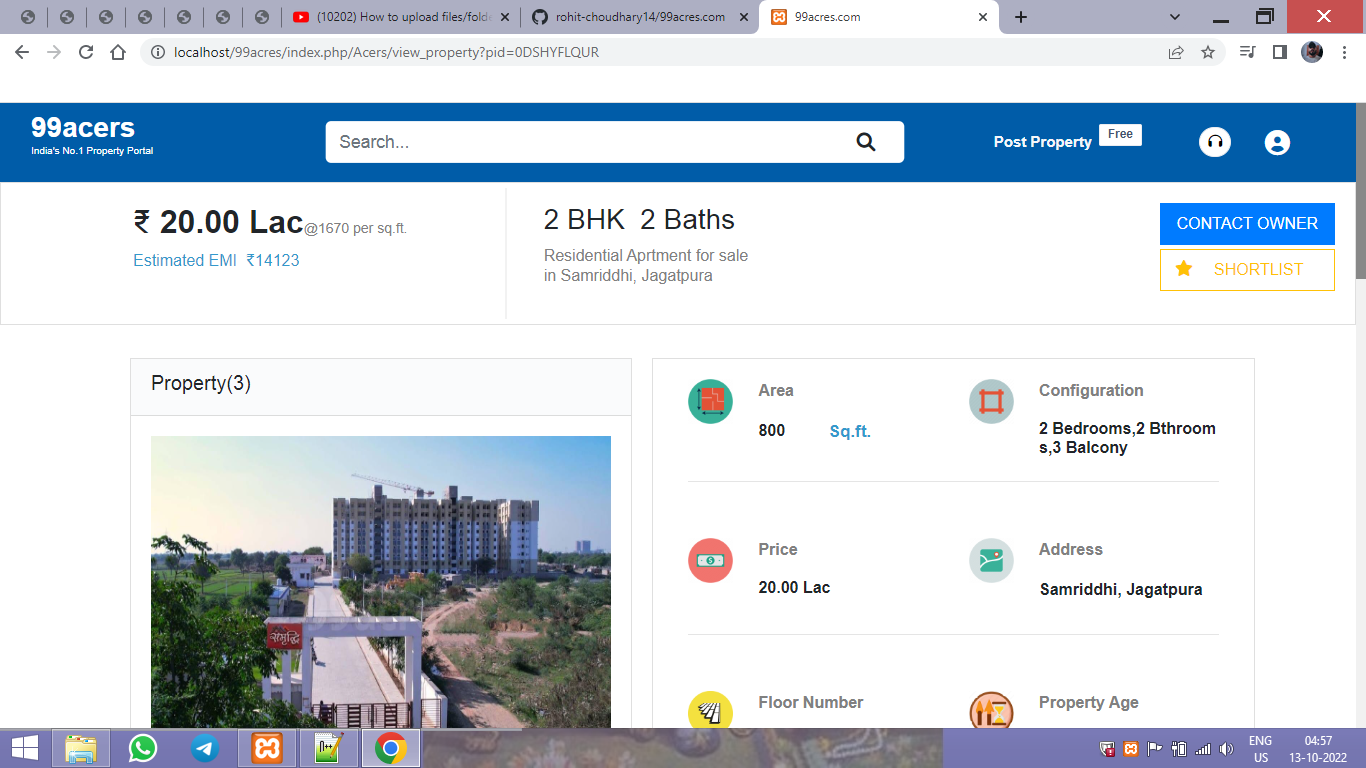 (10202) How to upload files/folde
rohit-choudhary14/99acres.com
99acres.com
localhost/99acres/index.php/Acers/view_property?pid=0DSHYFLQUR
99acers
India's No.1 Property Portal
Search...
Post Property Free
₹ 20.00 Lac@1670 per sq.ft.
Estimated EMI ₹14123
2 BHK 2 Baths
Residential Aprtment for sale
in Samriddhi, Jagatpura
CONTACT OWNER
SHORTLIST
Property(3)
समृद्धि
Area
800 Sq.ft.
Configuration
2 Bedrooms,2 Bthroom
s,3 Balcony
Price
20.00 Lac
Address
Samriddhi, Jagatpura
Floor Number
Property Age
ENG
US
04:57
13-10-2022